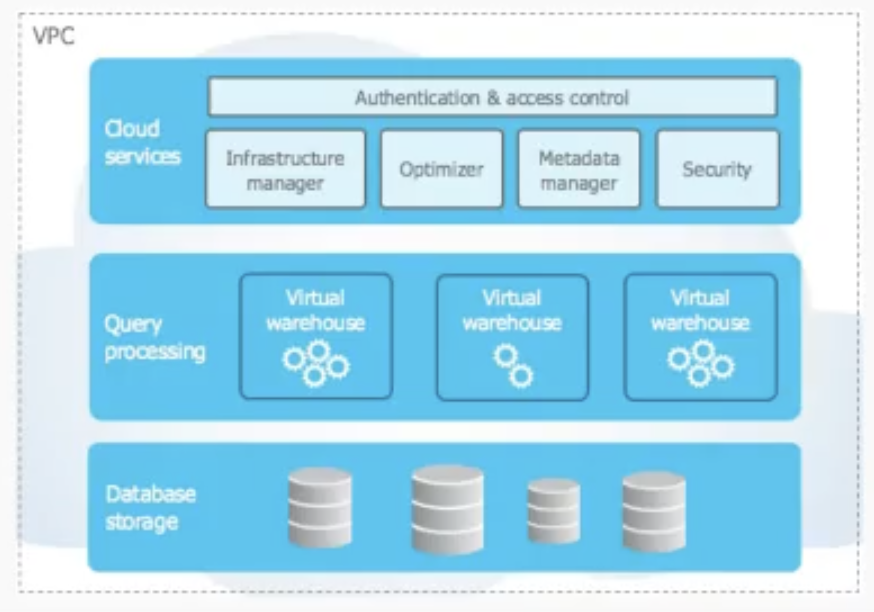 VPC
Authentication & access control
Cloud
services
Infrastructure
manager
Optimizer
Metadata
manager
Security
Query
processing
Virtual
warehouse
Virtual
warehouse
Virtual
warehouse
Database
storage